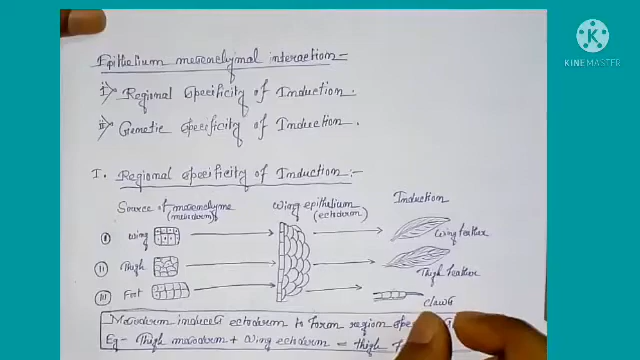 Epithelium mesenchymal interaction:-
i) Regional Specificity of Induction.
ii) Genetic Specificity of Induction.
KINEMASTER
I. Regional specificity of Induction:-
Source of mesenchyme (mesoderm)
Wing epithelium (ectoderm)
Induction
I Wing
Wing feather
II Thigh
Thigh feather
III Foot
Claws
Mesoderm induces ectoderm to form region spe
Eg- Thigh mesoderm + Wing ectoderm = Thigh